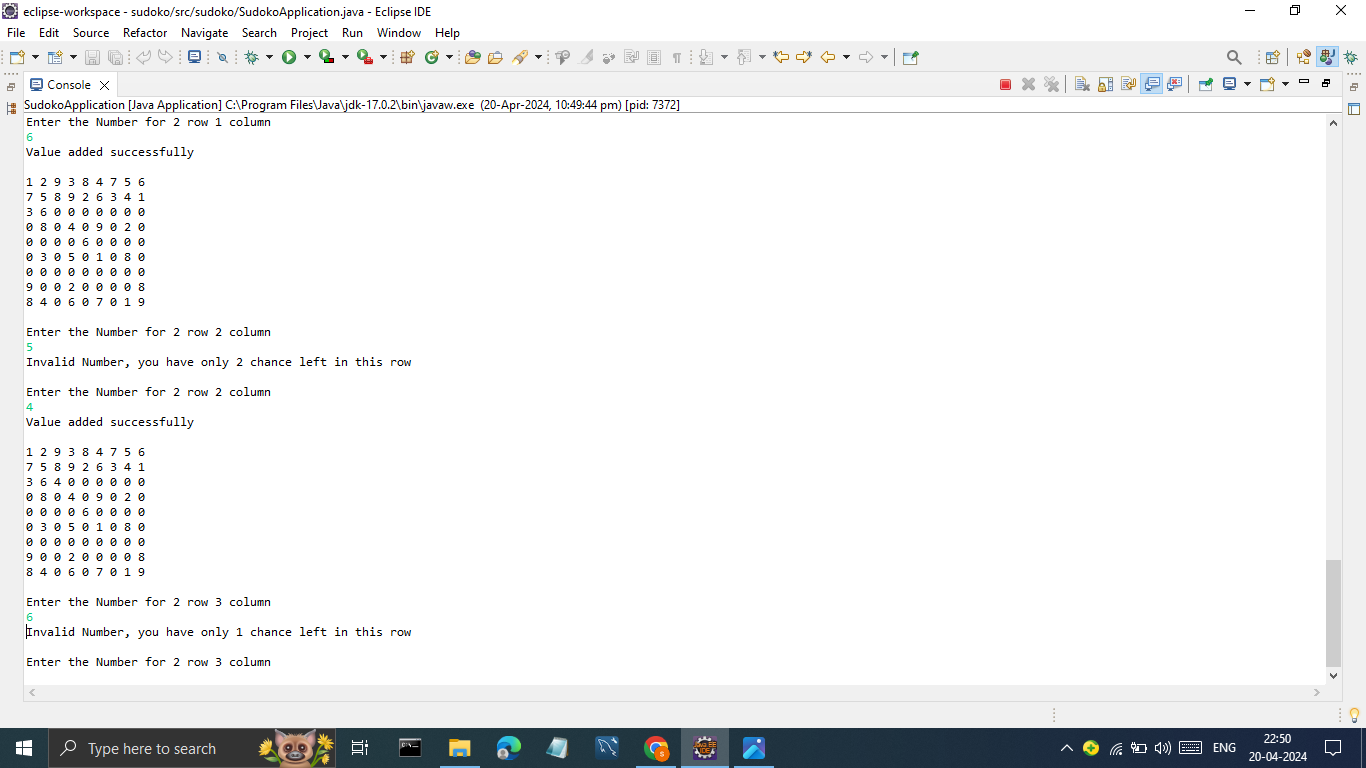 eclipse-workspace - sudoko/src/sudoko/SudokoApplication.java - Eclipse IDE
File Edit Source Refactor Navigate Search Project Run Window Help
Console
SudokoApplication [Java Application] C:\Program Files\Java\jdk-17.0.2\bin\javaw.exe (20-Apr-2024, 10:49:44 pm) [pid: 7372]
Enter the Number for 2 row 1 column
6
Value added successfully
1 2 9 3 8 4 7 5 6
7 5 8 9 2 6 3 4 1
3 6 0 0 0 0 0 0 0
0 8 0 4 0 9 0 2 0
0 0 0 0 6 0 0 0 0
0 3 0 5 0 1 0 8 0
0 0 0 0 0 0 0 0 0
9 0 0 2 0 0 0 0 8
8 4 0 6 0 7 0 1 9
Enter the Number for 2 row 2 column
5
Invalid Number, you have only 2 chance left in this row
Enter the Number for 2 row 2 column
4
Value added successfully
1 2 9 3 8 4 7 5 6
7 5 8 9 2 6 3 4 1
3 6 4 0 0 0 0 0 0
0 8 0 4 0 9 0 2 0
0 0 0 0 6 0 0 0 0
0 3 0 5 0 1 0 8 0
0 0 0 0 0 0 0 0 0
9 0 0 2 0 0 0 0 8
8 4 0 6 0 7 0 1 9
Enter the Number for 2 row 3 column
6
Invalid Number, you have only 1 chance left in this row
Enter the Number for 2 row 3 column
Type here to search
ENG
22:50
20-04-2024